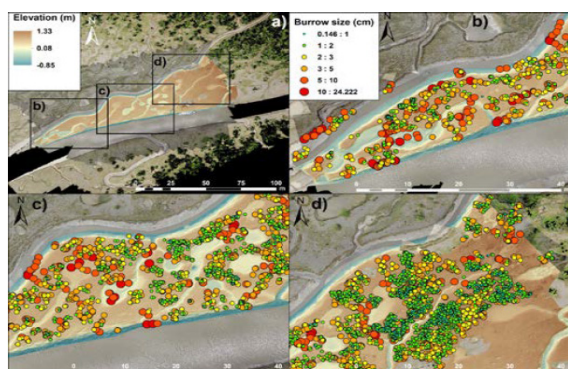 Elevation (m)
1.33
0.08
-0.85
N
a)
b)
c)
d)
0
12.5
25
50
75
100
m
Burrow size (cm)
0.146 : 1
1 : 2
2 : 3
3 : 5
5 : 10
10 : 24.222
N
b)
0
10
20
30
40
c)
N
0
10
20
30
40
d)
N
0
10
20
30
40